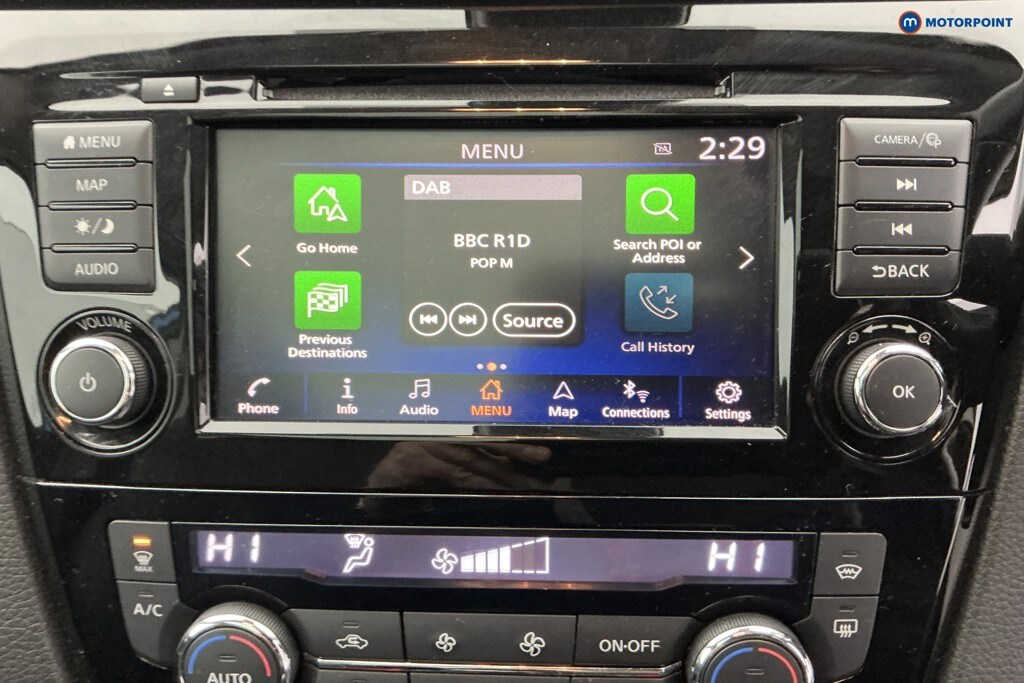 m MOTORPOINT
MENU
MAP
AUDIO
VOLUME
MENU
2:29
Go Home
DAB
BBC R1D
POP M
Source
Search POI or
Address
Previous
Destinations
Call History
Phone
Info
Audio
MENU
Map
Connections
Settings
CAMERA/
BACK
OK
HI
HI
MAX
A/C
AUTO
ON·OFF